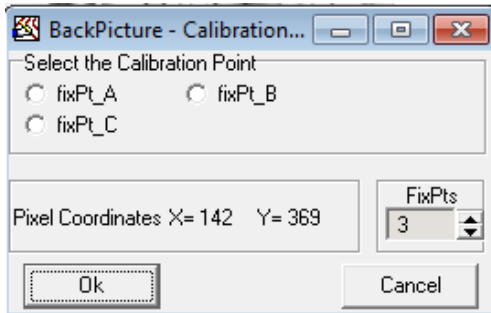 BackPicture - Calibration...
Select the Calibration Point
fixPt_A fixPt_B
fixPt_C
FixPts
Pixel Coordinates X= 142 Y= 369
3
Ok Cancel